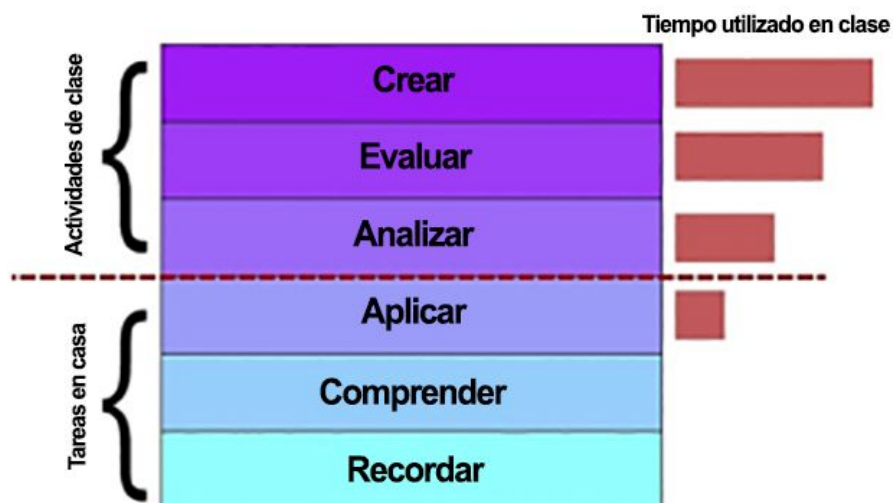 Tiempo utilizado en clase
Actividades de clase
Crear
Evaluar
Analizar
Tareas en casa
Aplicar
Comprender
Recordar